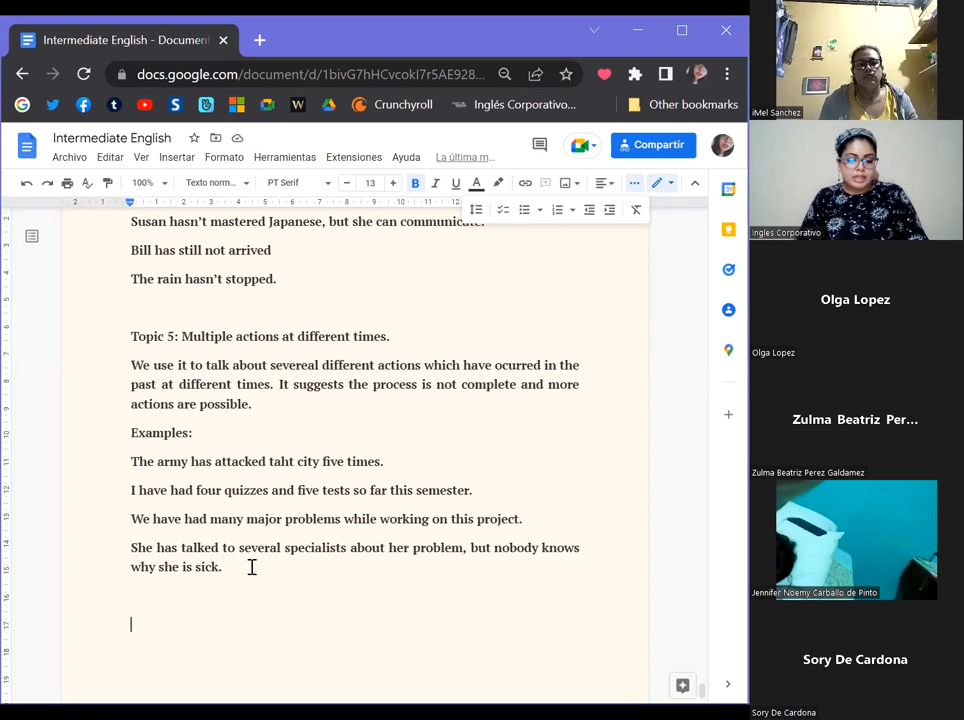 Intermediate English - Document
docs.google.com/document/d/1bivG7hHCvcokI7r5AE928...
Crunchyroll
Inglés Corporativo...
Other bookmarks
Intermediate English
Archivo Editar Ver Insertar Formato Herramientas Extensiones Ayuda La última m...
Compartir
100% Texto norm... PT Serif 13
Susan hasn't mastered Japanese, but she can communicate.
Bill has still not arrived
The rain hasn't stopped.
Topic 5: Multiple actions at different times.
We use it to talk about severeal different actions which have ocurred in the
past at different times. It suggests the process is not complete and more
actions are possible.
Examples:
The army has attacked taht city five times.
I have had four quizzes and five tests so far this semester.
We have had many major problems while working on this project.
She has talked to several specialists about her problem, but nobody knows
why she is sick.
iMel Sanchez
Ingles Corporativo
Olga Lopez
Olga Lopez
Zulma Beatriz Per...
Zulma Beatriz Perez Galdamez
Jennifer Noemy Carballo de Pinto
Sory De Cardona
Sory De Cardona